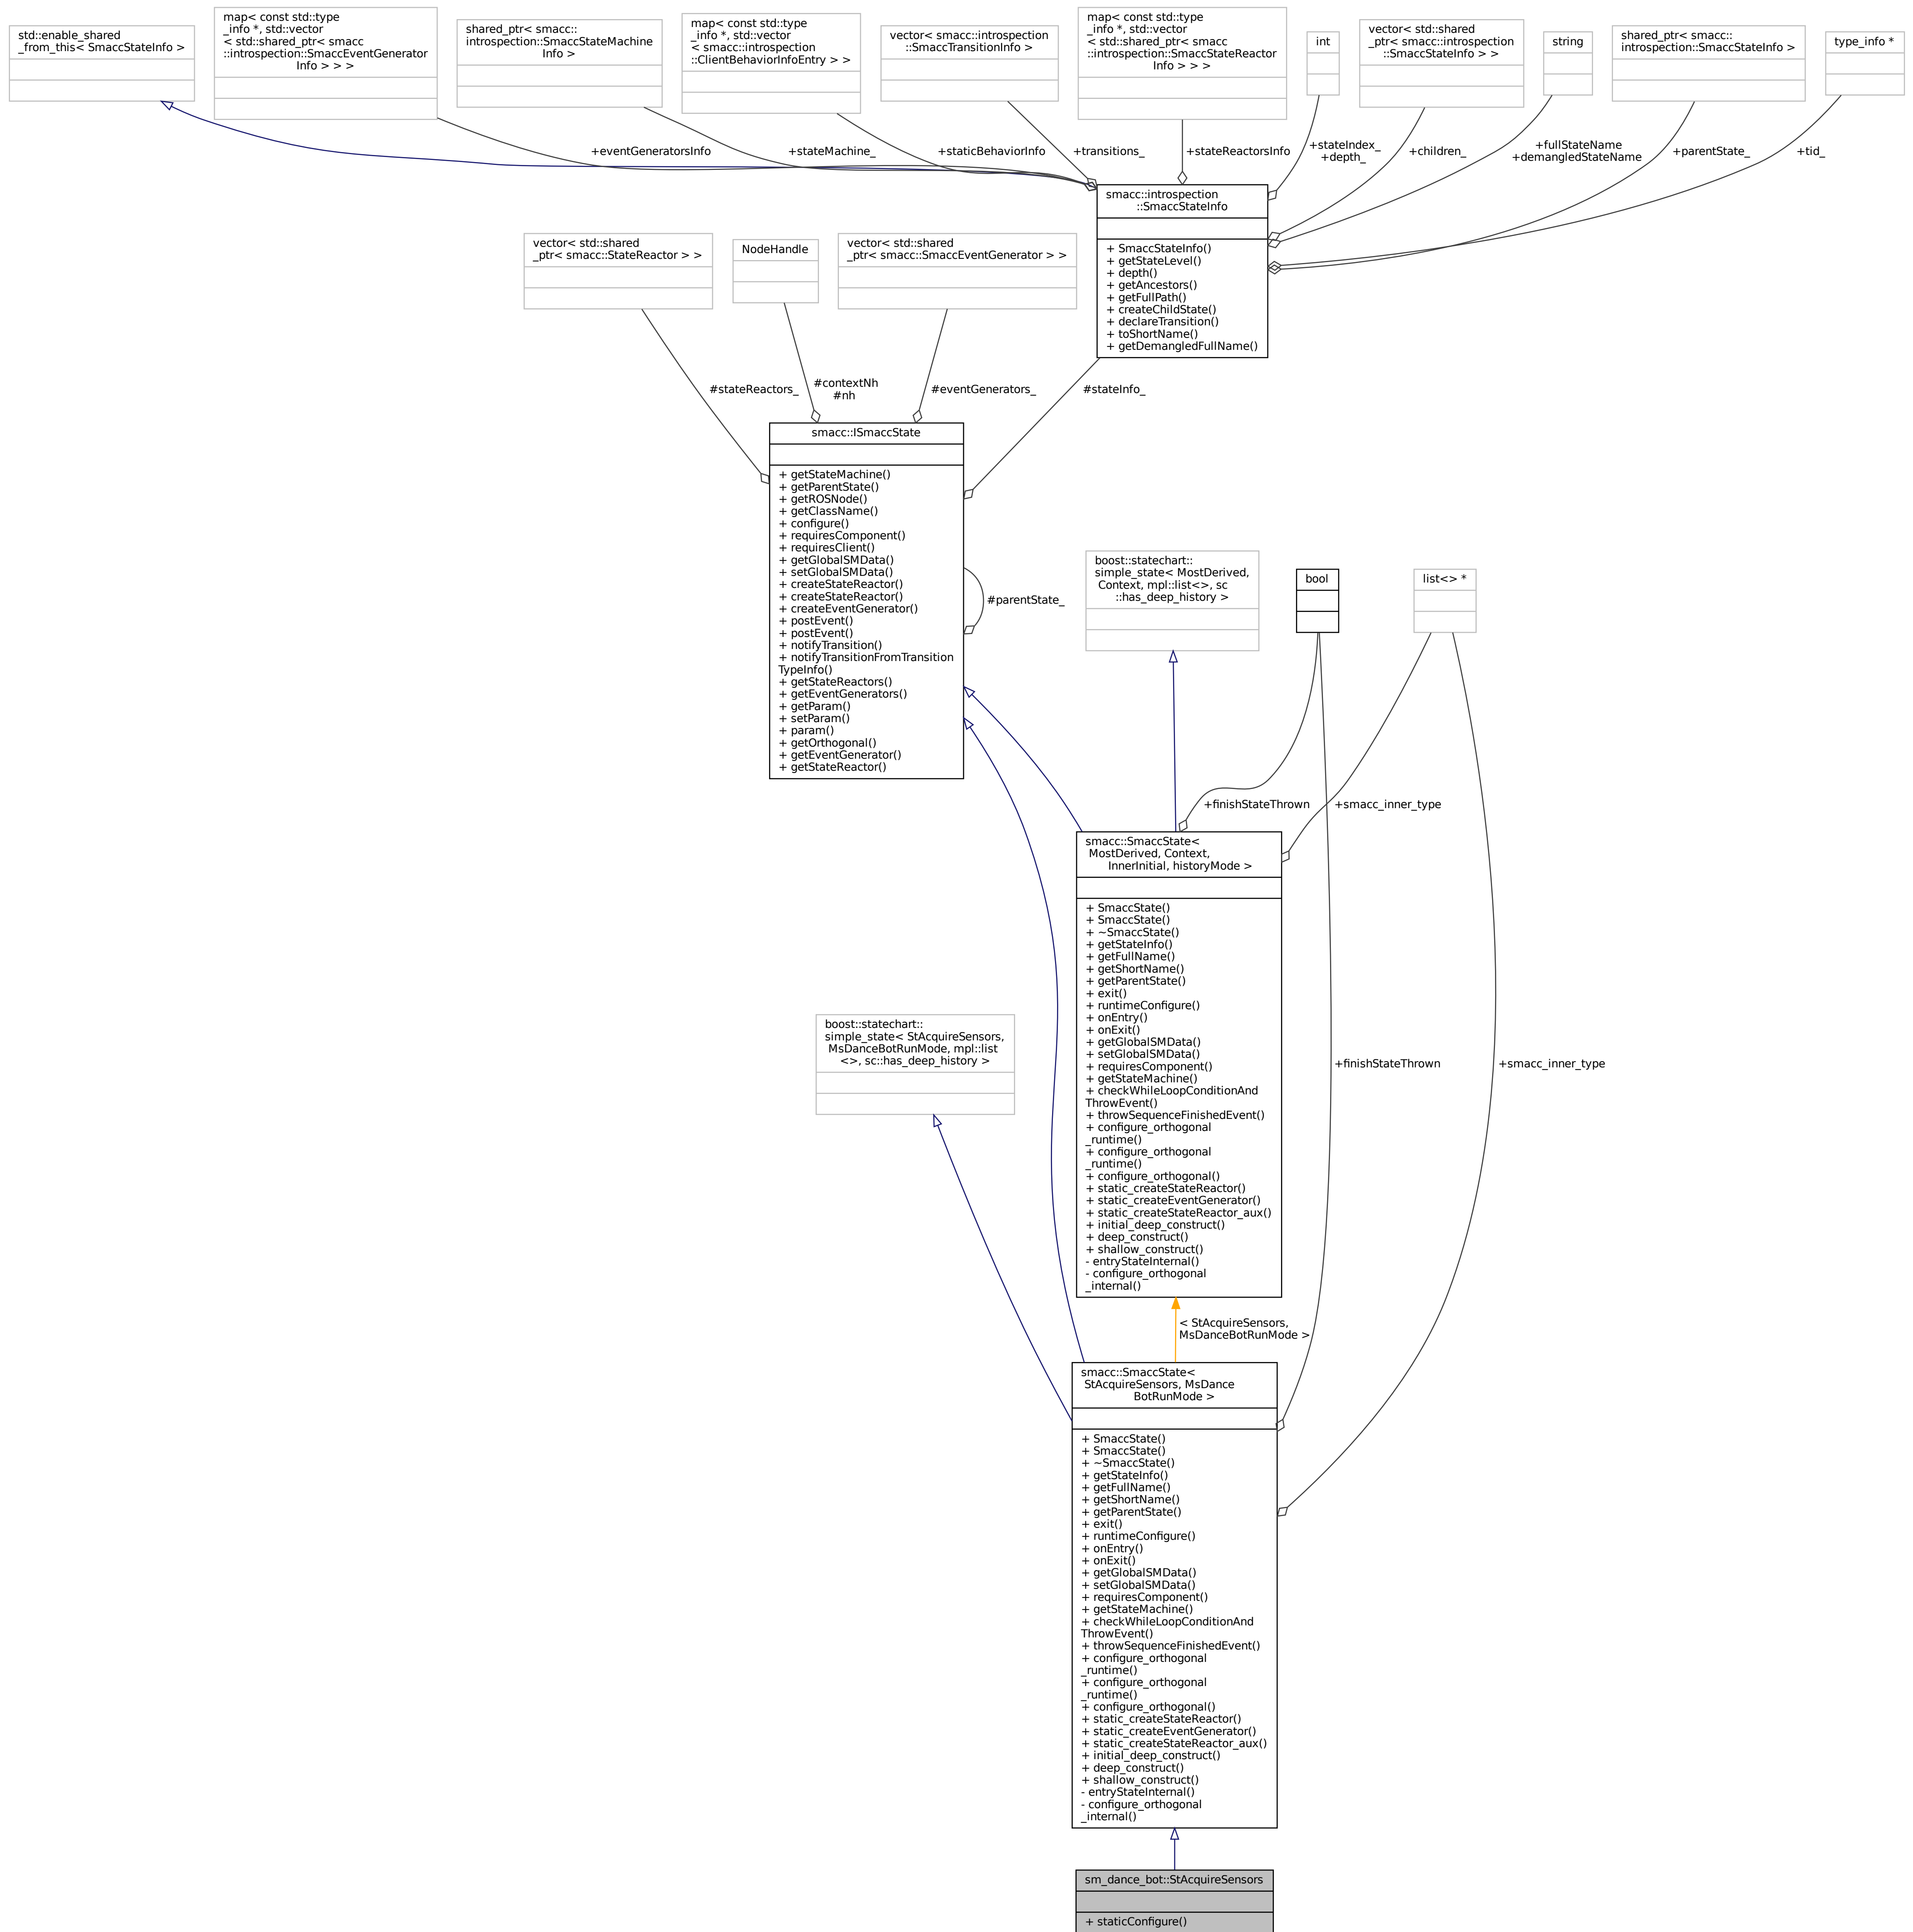 std::enable_shared
_from_this< SmaccStateInfo >
map< const std::type
_info *, std::vector
< std::shared_ptr< smacc
::introspection::SmaccEventGenerator
Info > > >
shared_ptr< smacc::
introspection::SmaccStateMachine
Info >
map< const std::type
_info *, std::vector
< smacc::introspection
::ClientBehaviorInfoEntry > >
vector< smacc::introspection
::SmaccTransitionInfo >
map< const std::type
_info *, std::vector
< std::shared_ptr< smacc
::introspection::SmaccStateReactor
Info > > >
int
vector< std::shared
_ptr< smacc::introspection
::SmaccStateInfo > >
string
shared_ptr< smacc::
introspection::SmaccStateInfo >
type_info *
+eventGeneratorsInfo
+stateMachine_
+staticBehaviorInfo
+transitions_
+stateReactorsInfo
+stateIndex_
+depth_
+children_
+fullStateName
+demangledStateName
+parentState_
+tid_
smacc::introspection
::SmaccStateInfo
+ SmaccStateInfo()
+ getStateLevel()
+ depth()
+ getAncestors()
+ getFullPath()
+ createChildState()
+ declareTransition()
+ toShortName()
+ getDemangledFullName()
vector< std::shared
_ptr< smacc::StateReactor > >
NodeHandle
vector< std::shared
_ptr< smacc::SmaccEventGenerator > >
#stateReactors_
#contextNh
#nh
#eventGenerators_
#stateInfo_
smacc::ISmaccState
+ getStateMachine()
+ getParentState()
+ getROSNode()
+ getClassName()
+ configure()
+ requiresComponent()
+ requiresClient()
+ getGlobalSMData()
+ setGlobalSMData()
+ createStateReactor()
+ createStateReactor()
+ createEventGenerator()
+ postEvent()
+ postEvent()
+ notifyTransition()
+ notifyTransitionFromTransition
TypeInfo()
+ getStateReactors()
+ getEventGenerators()
+ getParam()
+ setParam()
+ param()
+ getOrthogonal()
+ getEventGenerator()
+ getStateReactor()
#parentState_
boost::statechart::
simple_state< MostDerived,
Context, mpl::list<>, sc
::has_deep_history >
bool
list<> *
+finishStateThrown
+smacc_inner_type
smacc::SmaccState<
MostDerived, Context,
InnerInitial, historyMode >
+ SmaccState()
+ SmaccState()
+ ~SmaccState()
+ getStateInfo()
+ getFullName()
+ getShortName()
+ getParentState()
+ exit()
+ runtimeConfigure()
+ onEntry()
+ onExit()
+ getGlobalSMData()
+ setGlobalSMData()
+ requiresComponent()
+ getStateMachine()
+ checkWhileLoopConditionAnd
ThrowEvent()
+ throwSequenceFinishedEvent()
+ configure_orthogonal
_runtime()
+ configure_orthogonal
_runtime()
+ configure_orthogonal()
+ static_createStateReactor()
+ static_createEventGenerator()
+ static_createStateReactor_aux()
+ initial_deep_construct()
+ deep_construct()
+ shallow_construct()
- entryStateInternal()
- configure_orthogonal
_internal()
boost::statechart::
simple_state< StAcquireSensors,
MsDanceBotRunMode, mpl::list
<>, sc::has_deep_history >
+finishStateThrown
+smacc_inner_type
< StAcquireSensors,
MsDanceBotRunMode >
smacc::SmaccState<
StAcquireSensors, MsDance
BotRunMode >
+ SmaccState()
+ SmaccState()
+ ~SmaccState()
+ getStateInfo()
+ getFullName()
+ getShortName()
+ getParentState()
+ exit()
+ runtimeConfigure()
+ onEntry()
+ onExit()
+ getGlobalSMData()
+ setGlobalSMData()
+ requiresComponent()
+ getStateMachine()
+ checkWhileLoopConditionAnd
ThrowEvent()
+ throwSequenceFinishedEvent()
+ configure_orthogonal
_runtime()
+ configure_orthogonal
_runtime()
+ configure_orthogonal()
+ static_createStateReactor()
+ static_createEventGenerator()
+ static_createStateReactor_aux()
+ initial_deep_construct()
+ deep_construct()
+ shallow_construct()
- entryStateInternal()
- configure_orthogonal
_internal()
sm_dance_bot::StAcquireSensors
+ staticConfigure()